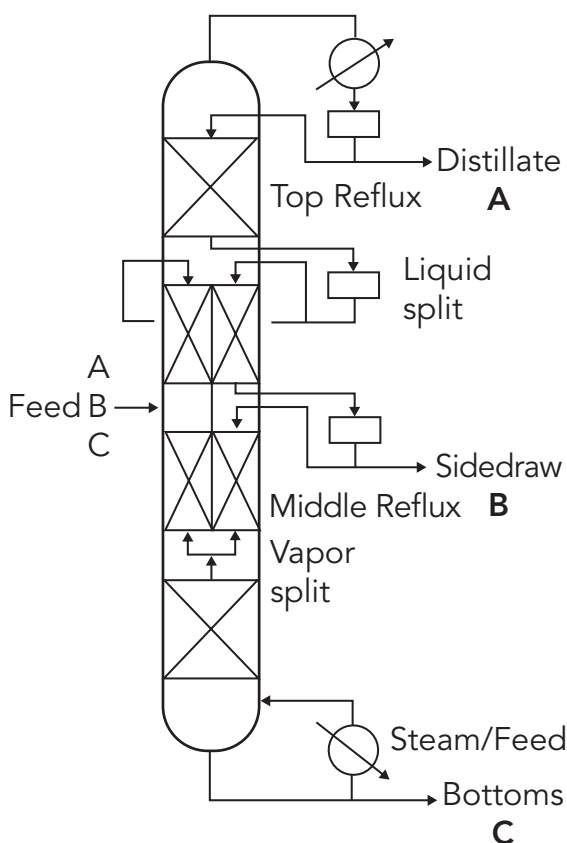 Distillate
A
Top Reflux
Liquid
split
A
Feed B
C
Sidedraw
B
Middle Reflux
Vapor
split
Steam/Feed
Bottoms
C